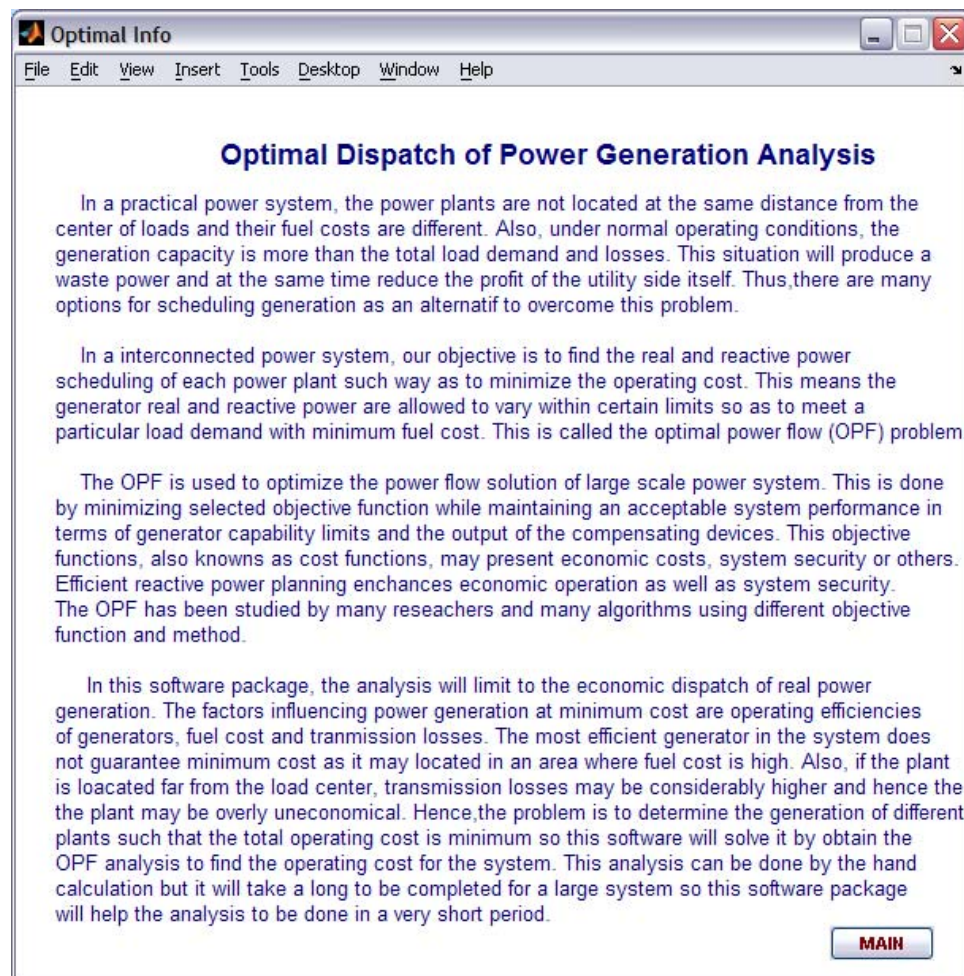 Optimal Info
File Edit View Insert Tools Desktop Window Help
Optimal Dispatch of Power Generation Analysis
In a practical power system, the power plants are not located at the same distance from the
center of loads and their fuel costs are different. Also, under normal operating conditions, the
generation capacity is more than the total load demand and losses. This situation will produce a
waste power and at the same time reduce the profit of the utility side itself. Thus,there are many
options for scheduling generation as an alternatif to overcome this problem.
In a interconnected power system, our objective is to find the real and reactive power
scheduling of each power plant such way as to minimize the operating cost. This means the
generator real and reactive power are allowed to vary within certain limits so as to meet a
particular load demand with minimum fuel cost. This is called the optimal power flow (OPF) problem
The OPF is used to optimize the power flow solution of large scale power system. This is done
by minimizing selected objective function while maintaining an acceptable system performance in
terms of generator capability limits and the output of the compensating devices. This objective
functions, also knowns as cost functions, may present economic costs, system security or others.
Efficient reactive power planning enchances economic operation as well as system security.
The OPF has been studied by many reseachers and many algorithms using different objective
function and method.
In this software package, the analysis will limit to the economic dispatch of real power
generation. The factors influencing power generation at minimum cost are operating efficiencies
of generators, fuel cost and tranmission losses. The most efficient generator in the system does
not guarantee minimum cost as it may located in an area where fuel cost is high. Also, if the plant
is loacated far from the load center, transmission losses may be considerably higher and hence the
the plant may be overly uneconomical. Hence,the problem is to determine the generation of different
plants such that the total operating cost is minimum so this software will solve it by obtain the
OPF analysis to find the operating cost for the system. This analysis can be done by the hand
calculation but it will take a long to be completed for a large system so this software package
will help the analysis to be done in a very short period.
MAIN